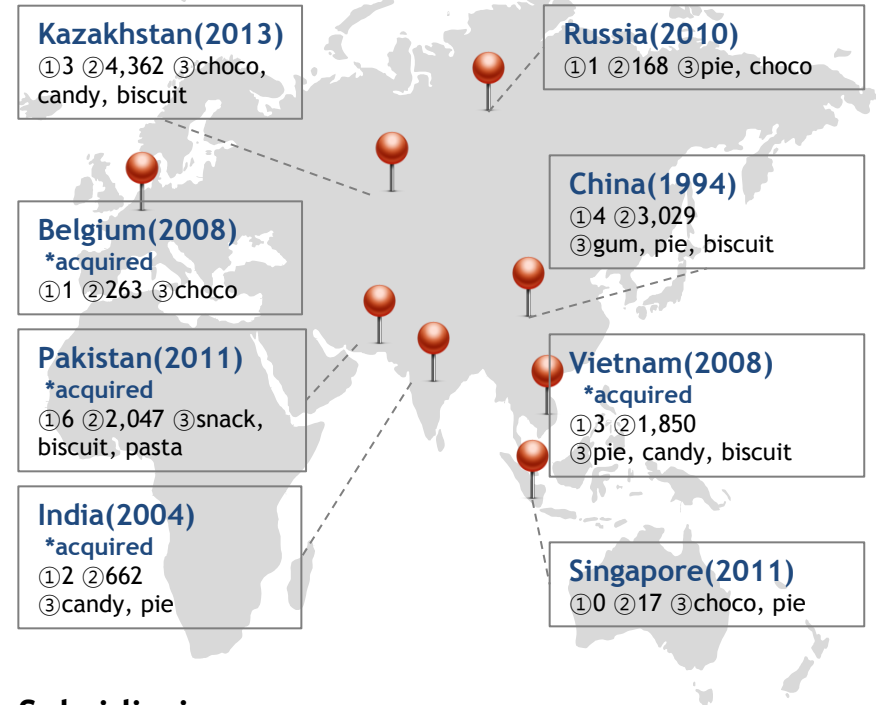 Kazakhstan(2013)
①3 ②4,362 ③choco,
candy, biscuit
Russia(2010)
①1 ②168 ③pie, choco
China(1994)
①4 ②3,029
③gum, pie, biscuit
Belgium(2008)
*acquired
①1 ②263 ③choco
Pakistan(2011)
*acquired
①6 ②2,047 ③snack,
biscuit, pasta
Vietnam(2008)
*acquired
①3 ②1,850
③pie, candy, biscuit
India(2004)
*acquired
①2 ②662
③candy, pie
Singapore(2011)
①0 ②17 ③choco, pie